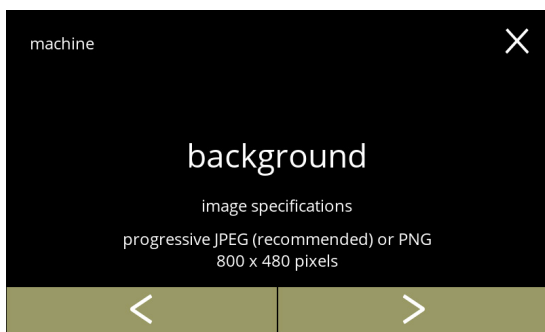 machine
background
image specifications
progressive JPEG (recommended) or PNG
800 x 480 pixels